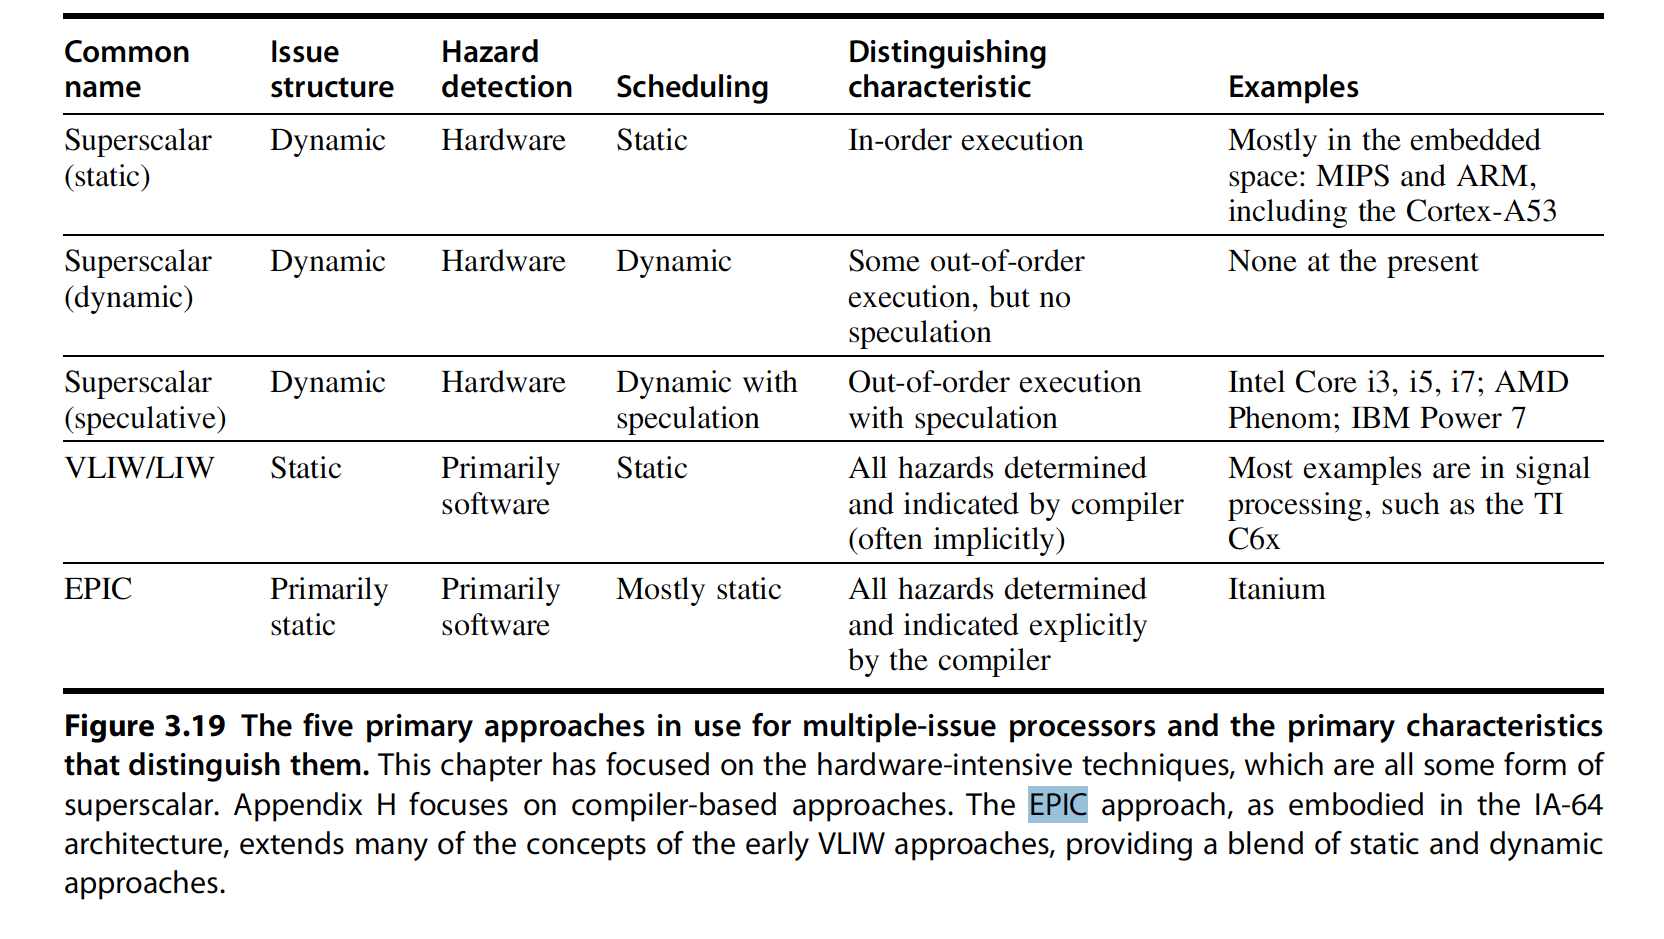 Common name | Issue structure | Hazard detection | Scheduling | Distinguishing characteristic | Examples
Superscalar (static) | Dynamic | Hardware | Static | In-order execution | Mostly in the embedded space: MIPS and ARM, including the Cortex-A53
Superscalar (dynamic) | Dynamic | Hardware | Dynamic | Some out-of-order execution, but no speculation | None at the present
Superscalar (speculative) | Dynamic | Hardware | Dynamic with speculation | Out-of-order execution with speculation | Intel Core i3, i5, i7; AMD Phenom; IBM Power 7
VLIW/LIW | Static | Primarily software | Static | All hazards determined and indicated by compiler (often implicitly) | Most examples are in signal processing, such as the TI C6x
EPIC | Primarily static | Primarily software | Mostly static | All hazards determined and indicated explicitly by the compiler | Itanium
Figure 3.19 The five primary approaches in use for multiple-issue processors and the primary characteristics
that distinguish them. This chapter has focused on the hardware-intensive techniques, which are all some form of
superscalar. Appendix H focuses on compiler-based approaches. The EPIC approach, as embodied in the IA-64
architecture, extends many of the concepts of the early VLIW approaches, providing a blend of static and dynamic
approaches.